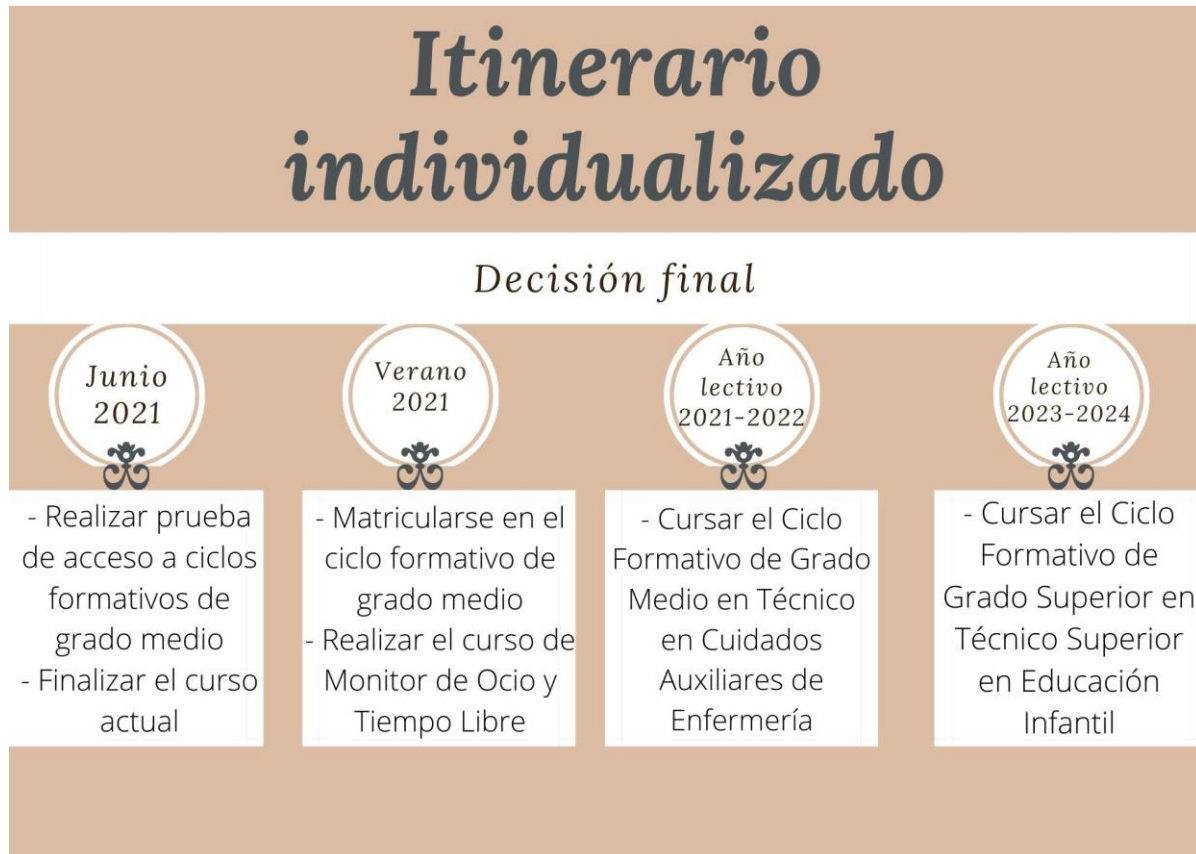 Itinerario
individualizado
Decisión final
Junio
2021
- Realizar prueba
de acceso a ciclos
formativos de
grado medio
- Finalizar el curso
actual
Verano
2021
- Matricularse en el
ciclo formativo de
grado medio
- Realizar el curso de
Monitor de Ocio y
Tiempo Libre
Año
lectivo
2021-2022
- Cursar el Ciclo
Formativo de Grado
Medio en Técnico
en Cuidados
Auxiliares de
Enfermería
Año
lectivo
2023-2024
- Cursar el Ciclo
Formativo de
Grado Superior en
Técnico Superior
en Educación
Infantil